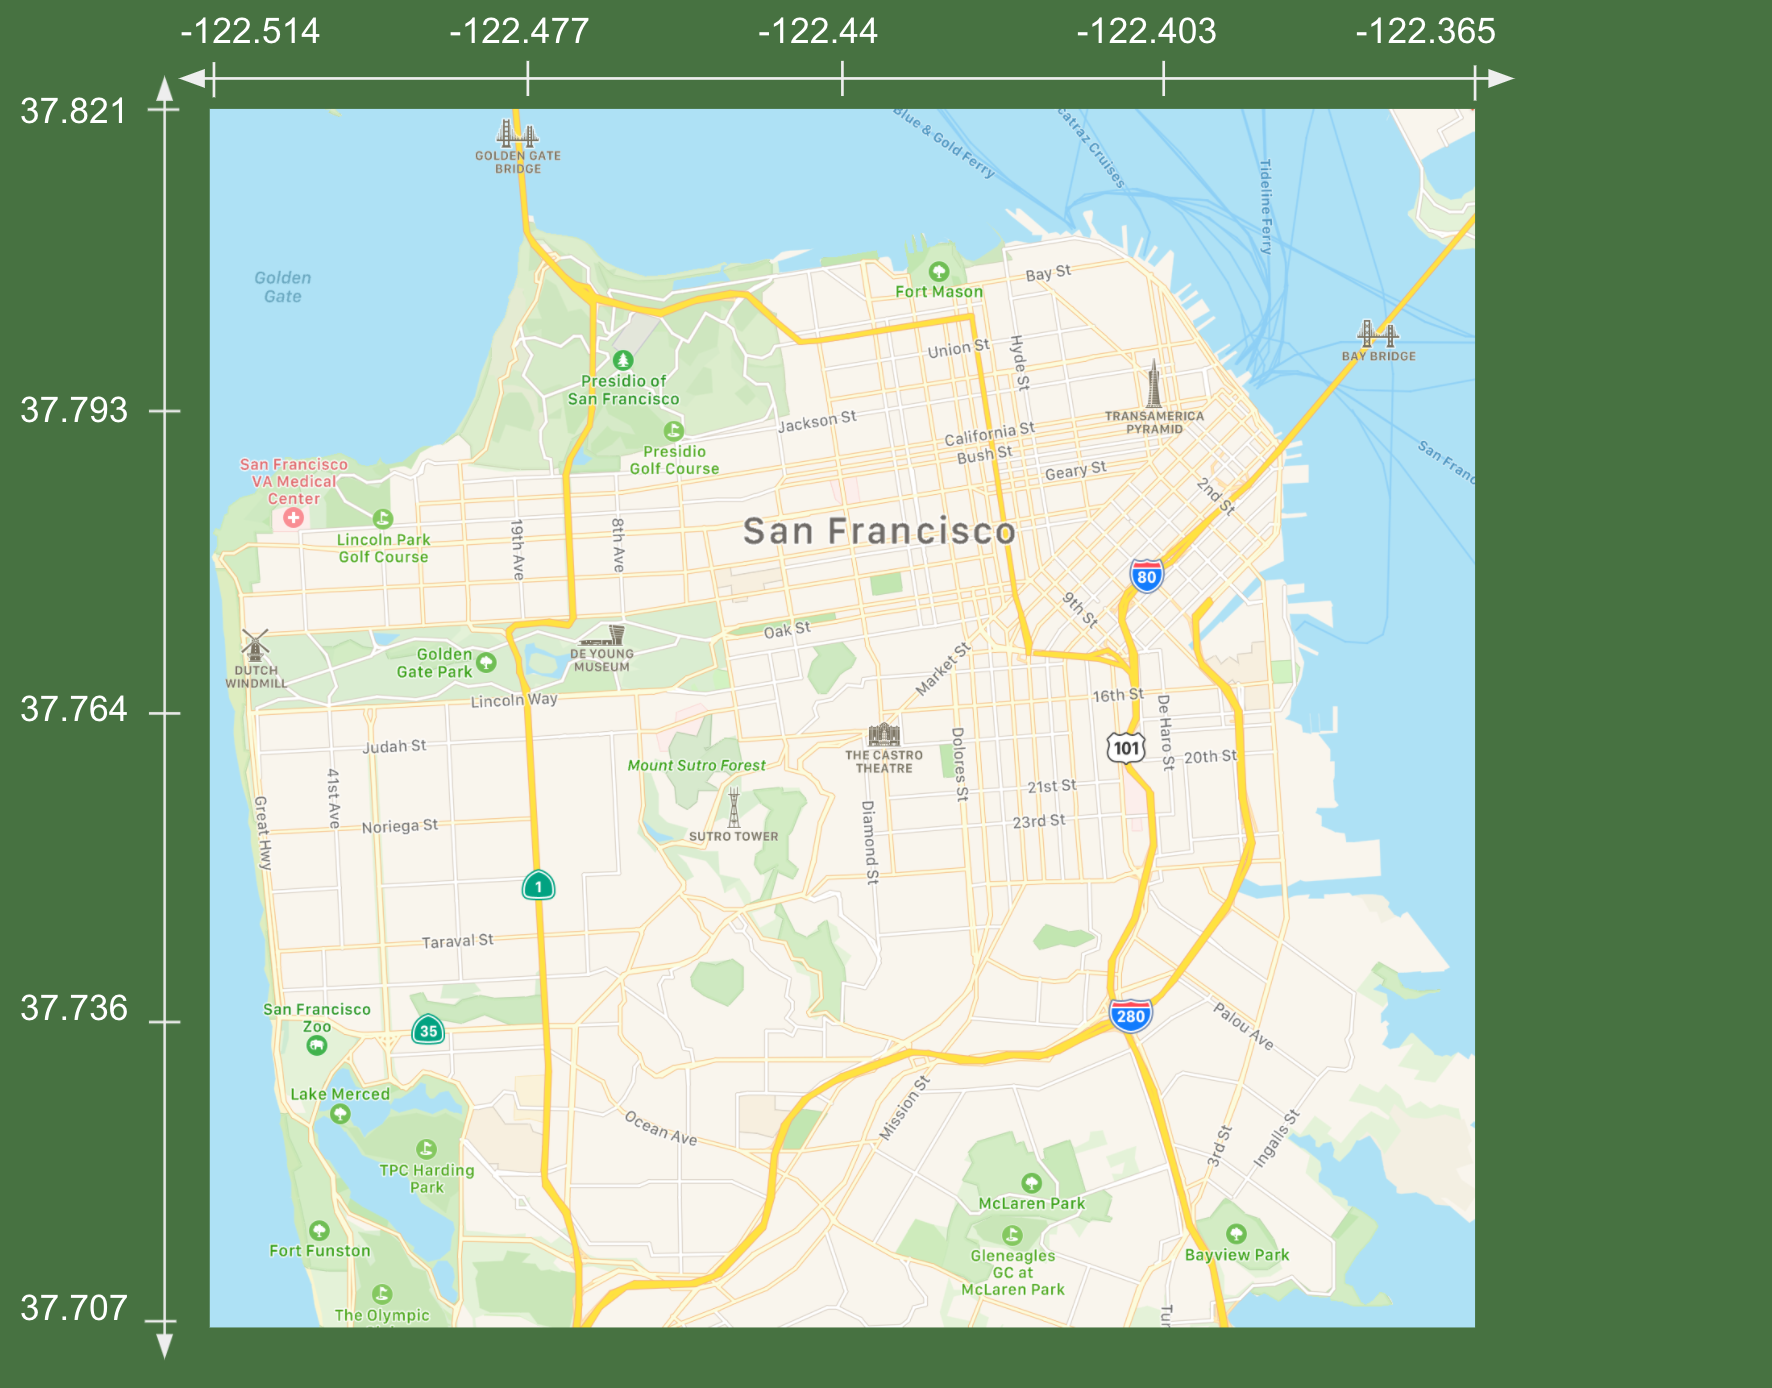 -122.514 -122.477 -122.44 -122.403 -122.365
37.821
37.793
37.764
37.736
37.707
Blue & Gold Ferry
catraz Cruises
Tideline Ferry
GOLDEN GATE
BRIDGE
Golden
Gate
Fort Mason
Bay St
Union St
Hyde St
BAY BRIDGE
Presidio of
San Francisco
TRANSAMERICA
PYRAMID
Jackson St
California St
Bush St
Geary St
Presidio
Golf Course
San Franc
San Francisco
VA Medical
Center
2nd St
Lincoln Park
Golf Course
19th Ave
8th Ave
San Francisco
80
9th St
Oak St
DUTCH
WINDMILL
Golden
Gate Park
DE YOUNG
MUSEUM
Market St
Lincoln Way
16th St
De Haro St
Judah St
Mount Sutro Forest
THE CASTRO
THEATRE
Dolores St
101
20th St
41st Ave
21st St
Great Hwy
Noriega St
SUTRO TOWER
Diamond St
23rd St
1
Taraval St
San Francisco
Zoo
35
280
Palou Ave
Lake Merced
Ocean Ave
Mission St
3rd St
Ingalls St
TPC Harding
Park
McLaren Park
Fort Funston
Gleneagles
GC at
McLaren Park
Bayview Park
The Olympic
Tur